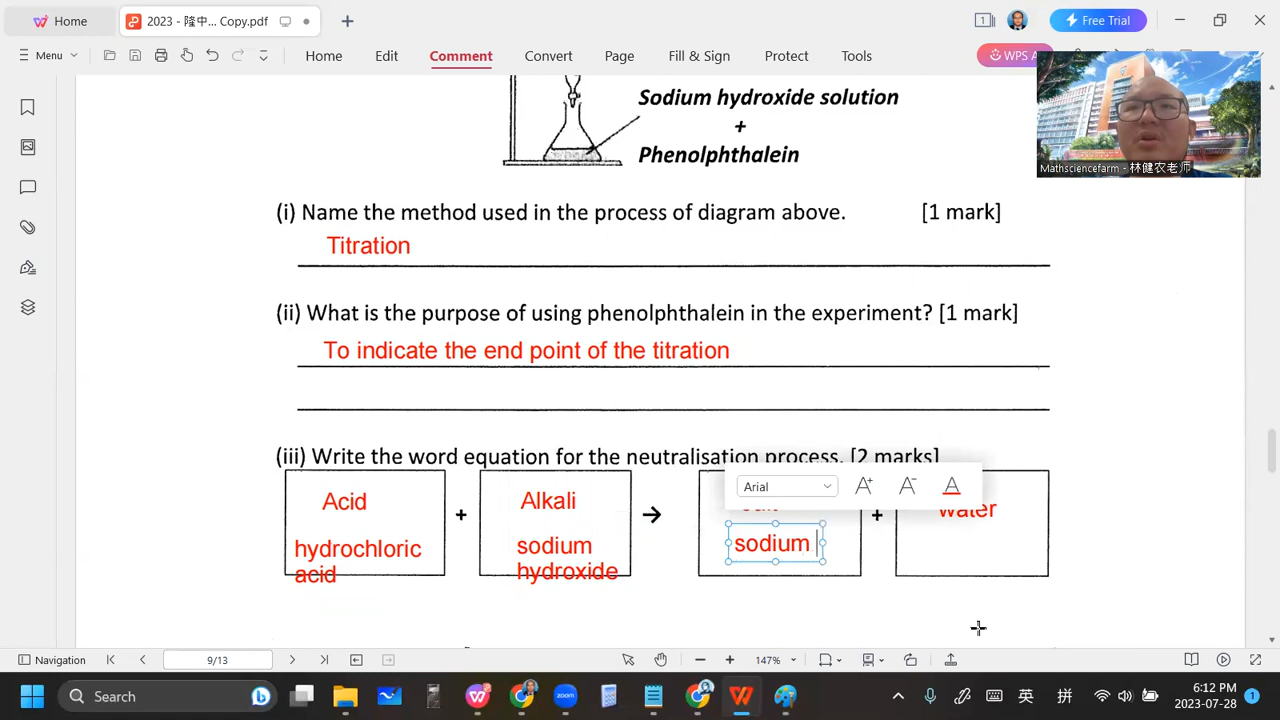 Home
2023 - 隆中... Copy.pdf
1
Free Trial
Menu
Home
Edit
Comment
Convert
Page
Fill & Sign
Protect
Tools
WPS A
Sodium hydroxide solution
+
Phenolphthalein
Mathsciencefarm - 林健农老师
(i) Name the method used in the process of diagram above. [1 mark]
Titration
(ii) What is the purpose of using phenolphthalein in the experiment? [1 mark]
To indicate the end point of the titration
(iii) Write the word equation for the neutralisation process. [2 marks]
Arial
A+
A-
A
Acid
+
Alkali
+
water
hydrochloric
acid
sodium
hydroxide
sodium
Navigation
9/13
147%
Search
英
拼
6:12 PM
2023-07-28
1